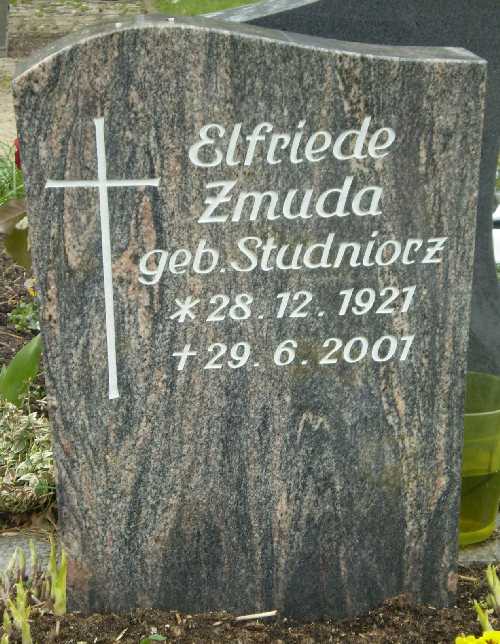 Elfriede
Zmuda
geb. Studniorz
* 28. 12. 1921
† 29. 6. 2001